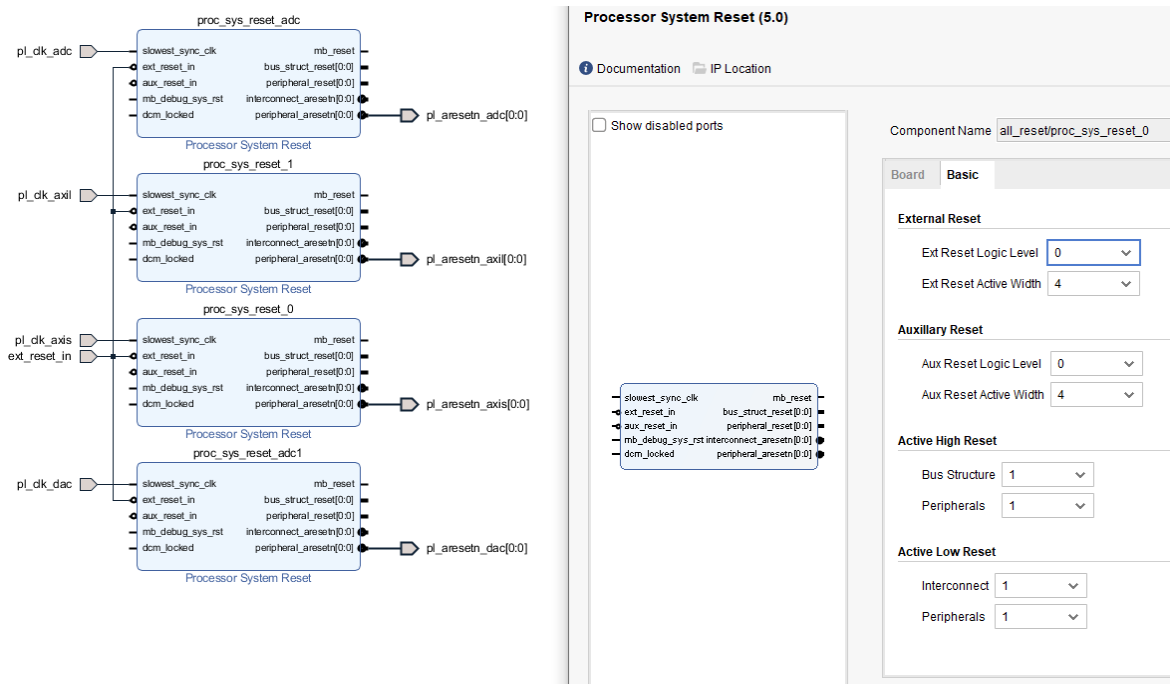 proc_sys_reset_adc
pl_clk_adc
slowest_sync_clk mb_reset
ext_reset_in bus_struct_reset[0:0]
aux_reset_in peripheral_reset[0:0]
mb_debug_sys_rst interconnect_aresetn[0:0]
dcm_locked peripheral_aresetn[0:0]
pl_aresetn_adc[0:0]
Processor System Reset
proc_sys_reset_1
pl_clk_axil
slowest_sync_clk mb_reset
ext_reset_in bus_struct_reset[0:0]
aux_reset_in peripheral_reset[0:0]
mb_debug_sys_rst interconnect_aresetn[0:0]
dcm_locked peripheral_aresetn[0:0]
pl_aresetn_axil[0:0]
Processor System Reset
proc_sys_reset_0
pl_clk_axis
ext_reset_in
slowest_sync_clk mb_reset
ext_reset_in bus_struct_reset[0:0]
aux_reset_in peripheral_reset[0:0]
mb_debug_sys_rst interconnect_aresetn[0:0]
dcm_locked peripheral_aresetn[0:0]
pl_aresetn_axis[0:0]
Processor System Reset
proc_sys_reset_adc1
pl_clk_dac
slowest_sync_clk mb_reset
ext_reset_in bus_struct_reset[0:0]
aux_reset_in peripheral_reset[0:0]
mb_debug_sys_rst interconnect_aresetn[0:0]
dcm_locked peripheral_aresetn[0:0]
pl_aresetn_dac[0:0]
Processor System Reset
Processor System Reset (5.0)
Documentation IP Location
Show disabled ports
slowest_sync_clk mb_reset
ext_reset_in bus_struct_reset[0:0]
aux_reset_in peripheral_reset[0:0]
mb_debug_sys_rst interconnect_aresetn[0:0]
dcm_locked peripheral_aresetn[0:0]
Component Name all_reset/proc_sys_reset_0
Board Basic
External Reset
Ext Reset Logic Level 0
Ext Reset Active Width 4
Auxillary Reset
Aux Reset Logic Level 0
Aux Reset Active Width 4
Active High Reset
Bus Structure 1
Peripherals 1
Active Low Reset
Interconnect 1
Peripherals 1